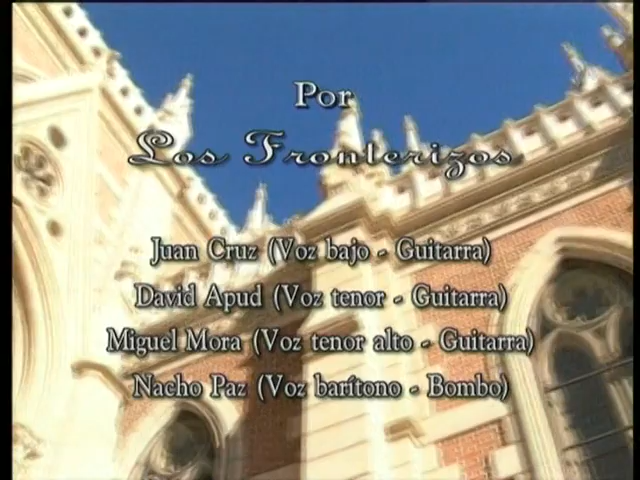 Por
Los Fronterizos
Juan Cruz (Voz bajo - Guitarra)
David Apud (Voz tenor - Guitarra)
Miguel Mora (Voz tenor alto - Guitarra)
Nacho Paz (Voz barítono - Bombo)